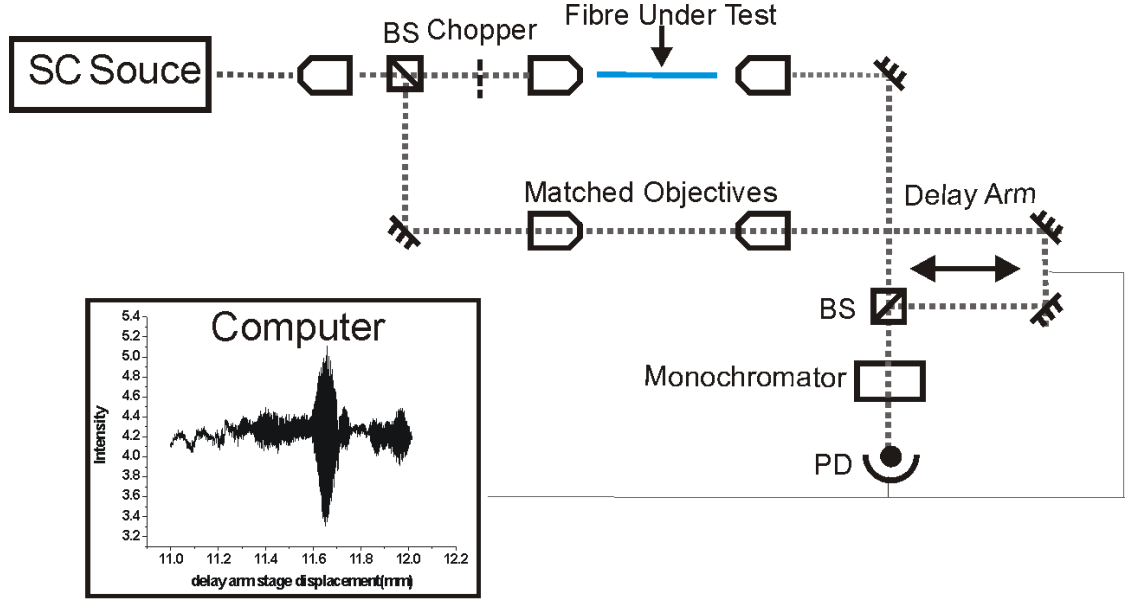 Fibre Under Test
BS Chopper
SC Souce
Matched Objectives
Delay Arm
BS
Monochromator
PD
Computer
5.4
5.2
5.0
4.8
4.6
4.4
4.2
4.0
3.8
3.6
3.4
3.2
Intensity
11.0 11.2 11.4 11.6 11.8 12.0 12.2
delay arm stage displacement(mm)